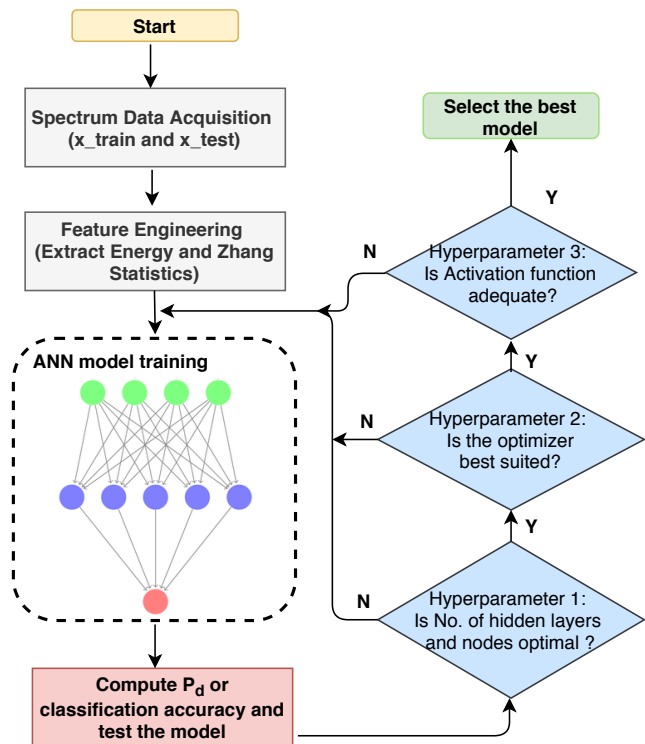 Start
Spectrum Data Acquisition
(x_train and x_test)
Feature Engineering
(Extract Energy and Zhang
Statistics)
ANN model training
Compute P_d or
classification accuracy and
test the model
Hyperparameter 1:
Is No. of hidden layers
and nodes optimal ?
N
Y
Hyperparameter 2:
Is the optimizer
best suited?
N
Y
Hyperparameter 3:
Is Activation function
adequate?
N
Y
Select the best
model